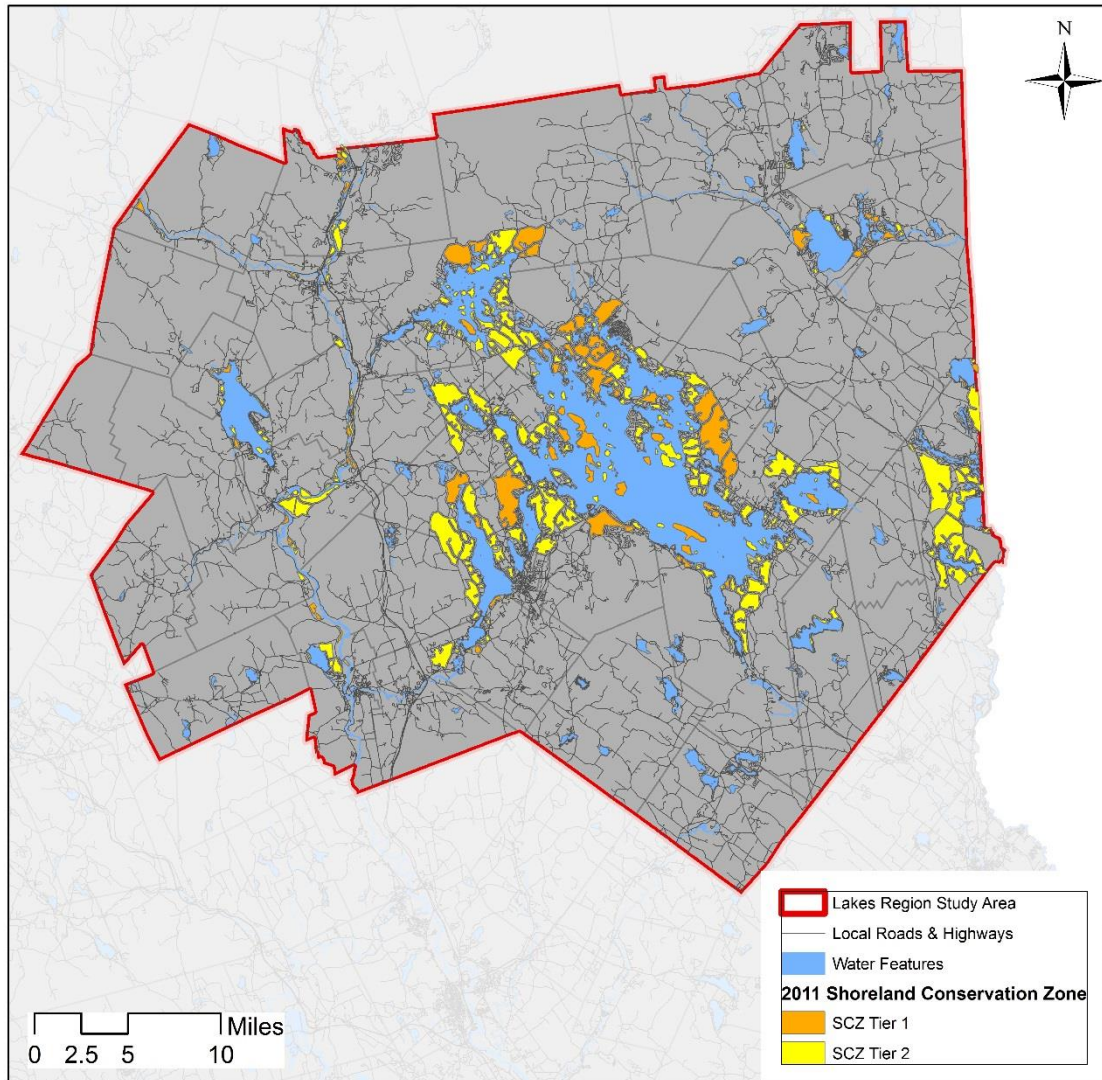 N
Lakes Region Study Area
Local Roads & Highways
Water Features
2011 Shoreland Conservation Zone
SCZ Tier 1
SCZ Tier 2
Miles
0 2.5 5 10